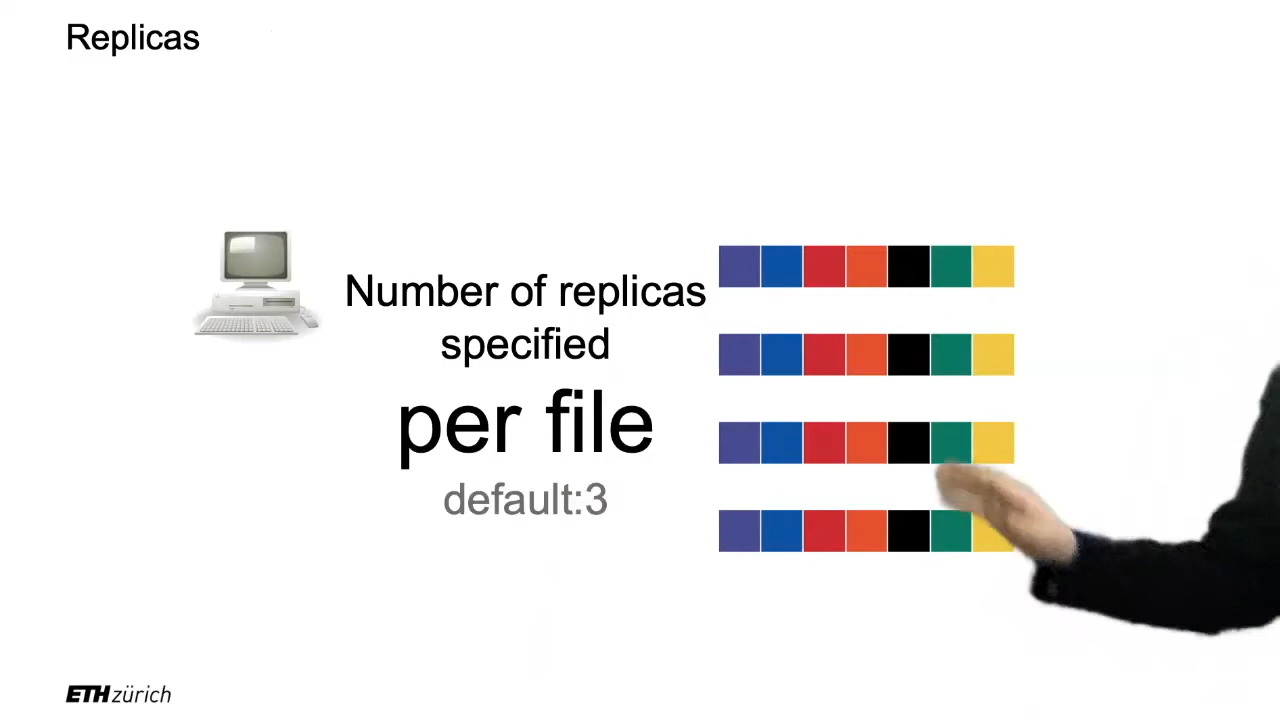 Replicas
Number of replicas
specified
per file
default:3
ETH zürich